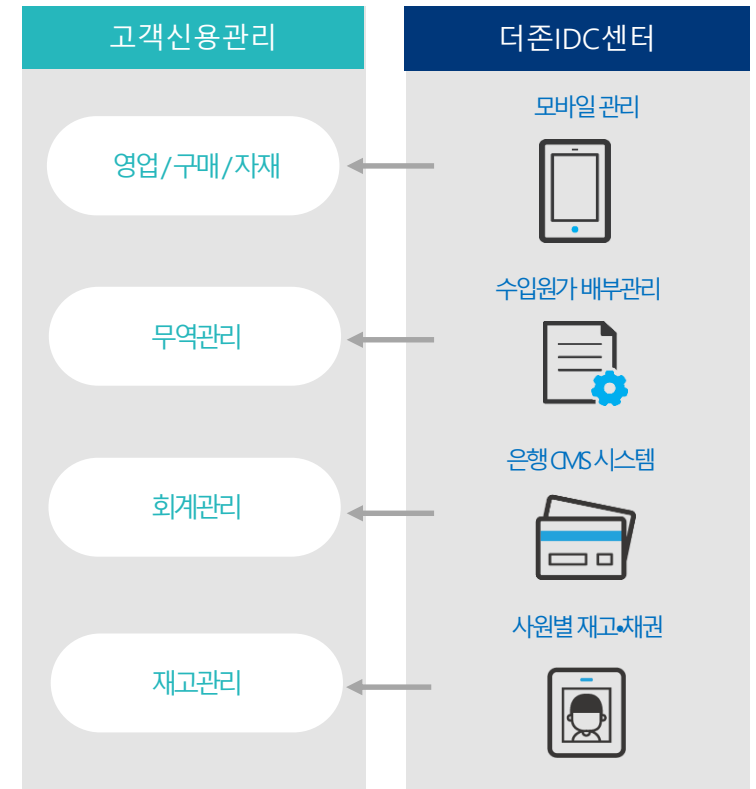 고객신용관리
더존IDC센터
영업/구매/자재
모바일 관리
무역관리
수입원가 배부관리
회계관리
은행 CMS 시스템
재고관리
사원별 재고•채권